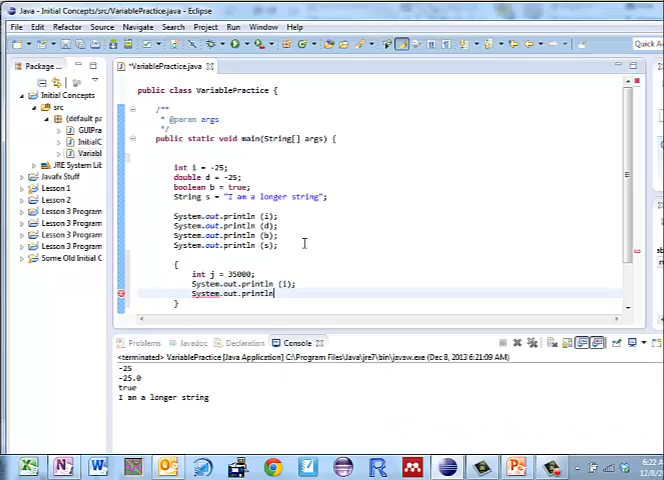 Java - Initial Concepts/src/VariablePractice.java - Eclipse
File Edit Refactor Source Navigate Search Project Run Window Help
Quick A
Package ...
*VariablePractice.java
Initial Concepts
src
(default pa
GUIPra
InitialC
Variabl
JRE System Lib
Javafx Stuff
Lesson 1
Lesson 2
Lesson 3 Program
Lesson 3 Program
Lesson 3 Program
Some Old Initial C
public class VariablePractice {
/**
* @param args
*/
public static void main(String[] args) {
int i = -25;
double d = -25;
boolean b = true;
String s = "I am a longer string";
System.out.println (i);
System.out.println (d);
System.out.println (b);
System.out.println (s);
{
int j = 35000;
System.out.println (i);
System.out.println
}
Problems @ Javadoc Declaration Console
<terminated> VariablePractice [Java Application] C:\Program Files\Java\jre7\bin\javaw.exe (Dec 8, 2013 6:21:09 AM)
-25
-25.0
true
I am a longer string
6:22
12/8/